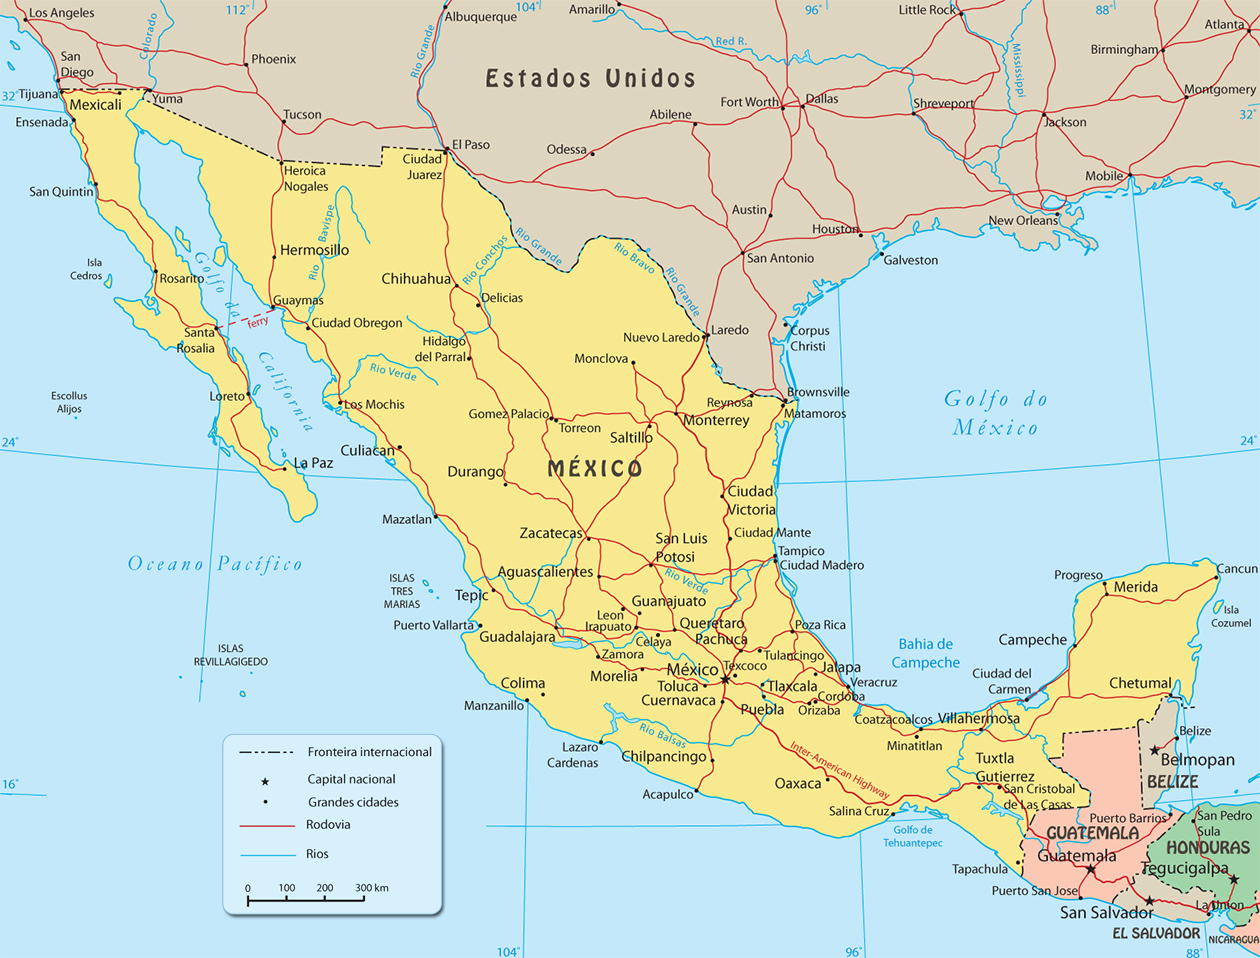 Los Angeles
112°
Colorado
Albuquerque
104°
Amarillo
96°
Little Rock
88°
Atlanta
San
Diego
Phoenix
Rio Grande
Red R.
Mississippi
Birmingham
Estados Unidos
Tijuana
32°
Mexicali
Yuma
Tucson
Fort Worth
Dallas
Shreveport
Montgomery
32°
Ensenada
Abilene
Jackson
El Paso
Ciudad
Juarez
Odessa
Heroica
Nogales
Mobile
San Quintin
Austin
New Orleans
Houston
Rio Bavispe
Hermosillo
Rio Grande
Rio Bravo
Rio Grande
San Antonio
Galveston
Isla
Cedros
Rosarito
Golfo da
California
Chihuahua
Rio Conchos
Delicias
Guaymas
ferry
Ciudad Obregon
Santa
Rosalia
Hidalgo
del Parral
Nuevo Laredo
Laredo
Corpus
Christi
Monclova
Rio Verde
Escollus
Alijos
Loreto
Los Mochis
Reynosa
Brownsville
Matamoros
Golfo do
México
Gomez Palacio
Torreon
Monterrey
Saltillo
24°
24°
Culiacan
La Paz
Durango
MÉXICO
Ciudad
Victoria
Mazatlan
Zacatecas
San Luis
Potosi
Ciudad Mante
Tampico
Ciudad Madero
Oceano Pacífico
ISLAS
TRES
MARIAS
Aguascalientes
Rio Verde
Tepic
Guanajuato
Leon
Irapuato
Queretaro
Puerto Vallarta
Guadalajara
Celaya
Pachuca
Poza Rica
Progreso
Merida
Cancun
Isla
Cozumel
ISLAS
REVILLAGIGEDO
Zamora
Tulancingo
Bahia de
Campeche
Campeche
Morelia
México
Texcoco
Jalapa
Colima
Toluca
Tlaxcala
Veracruz
Ciudad del
Carmen
Chetumal
Manzanillo
Cuernavaca
Puebla
Cordoba
Orizaba
Coatzacoalcos
Villahermosa
Rio Balsas
Minatitlan
Belize
Lazaro
Cardenas
Chilpancingo
Inter-American Highway
Tuxtla
Gutierrez
Belmopan
BELIZE
Acapulco
Oaxaca
San Cristobal
de Las Casas
Salina Cruz
16°
Golfo de
Tehuantepec
Puerto Barrios
San Pedro
Sula
GUATEMALA
HONDURAS
Guatemala
Tegucigalpa
Tapachula
Puerto San Jose
San Salvador
La Union
EL SALVADOR
NICARAGUA
104°
96°
88°
Fronteira internacional
Capital nacional
Grandes cidades
Rodovia
Rios
0 100 200 300 km